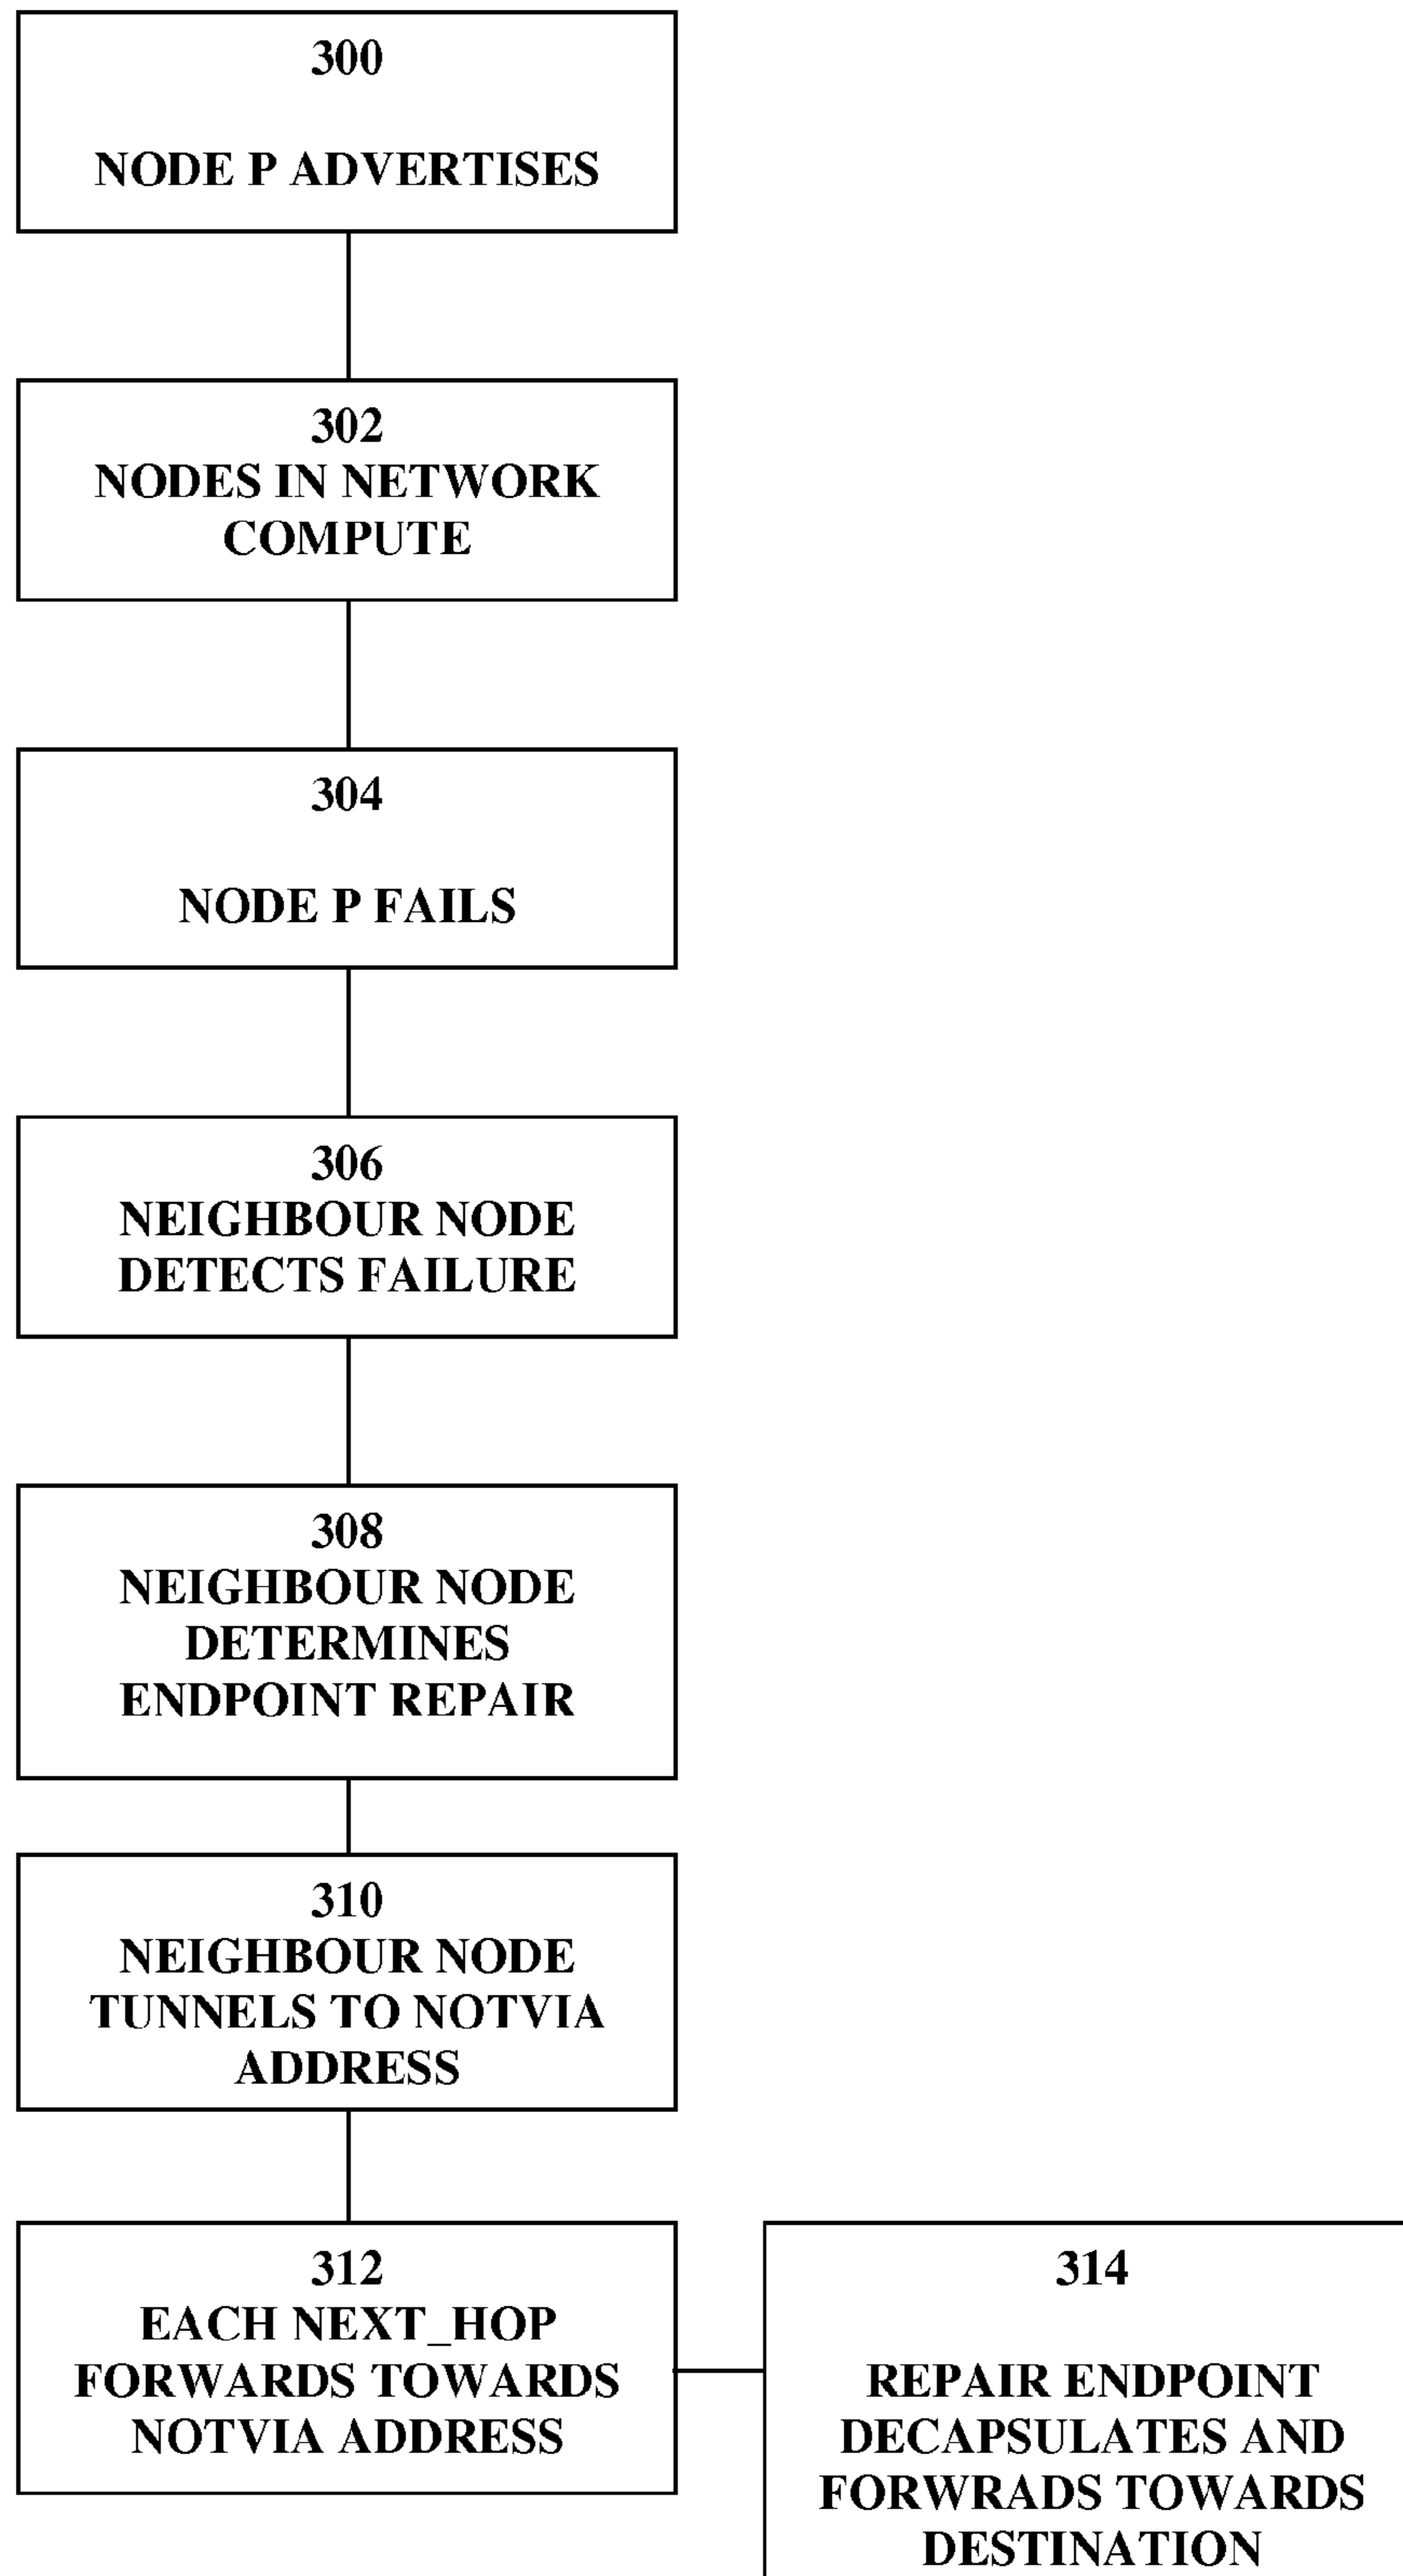 300
NODE P ADVERTISES
302
NODES IN NETWORK
COMPUTE
304
NODE P FAILS
306
NEIGHBOUR NODE
DETECTS FAILURE
308
NEIGHBOUR NODE
DETERMINES
ENDPOINT REPAIR
310
NEIGHBOUR NODE
TUNNELS TO NOTVIA
ADDRESS
312
EACH NEXT_HOP
FORWARDS TOWARDS
NOTVIA ADDRESS
314
REPAIR ENDPOINT
DECAPSULATES AND
FORWRADS TOWARDS
DESTINATION